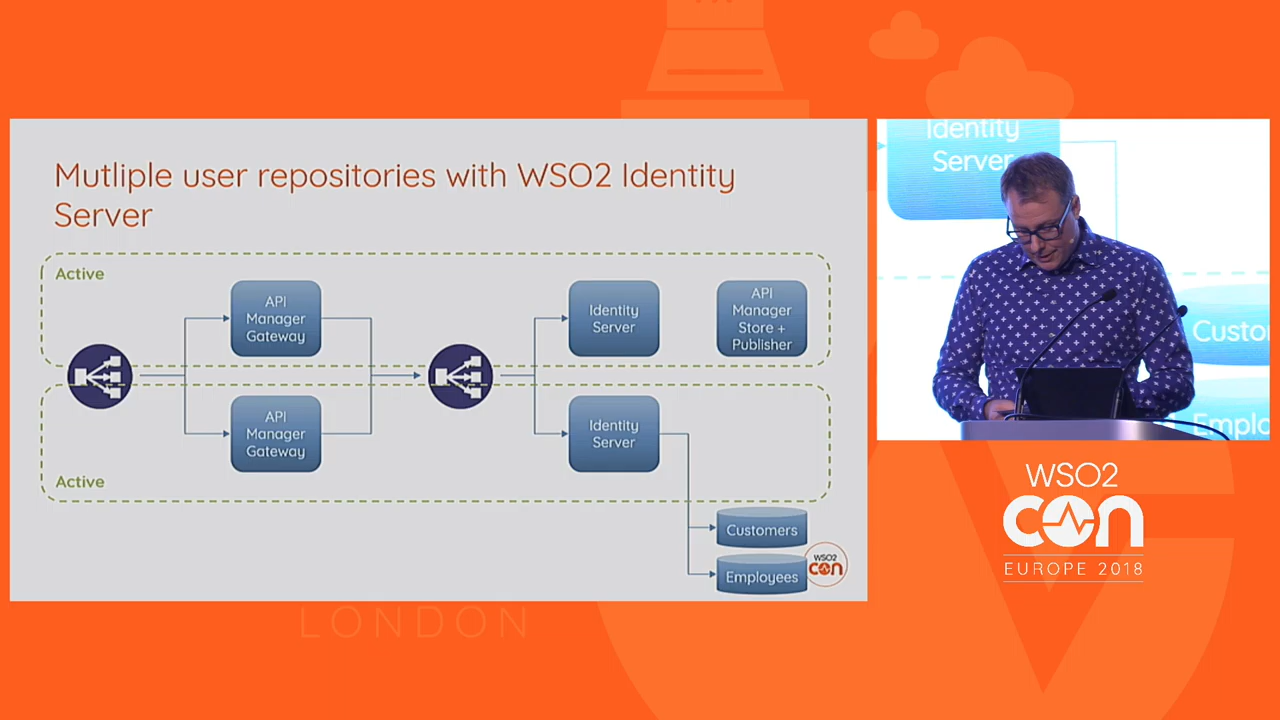 Mutliple user repositories with WSO2 Identity
Server
Active
API
Manager
Gateway
Identity
Server
API
Manager
Store +
Publisher
API
Manager
Gateway
Identity
Server
Active
Customers
Employees
WSO2
CON
Identity
Server
Custo
Emplo
WSO2
CON
EUROPE 2018
LONDON